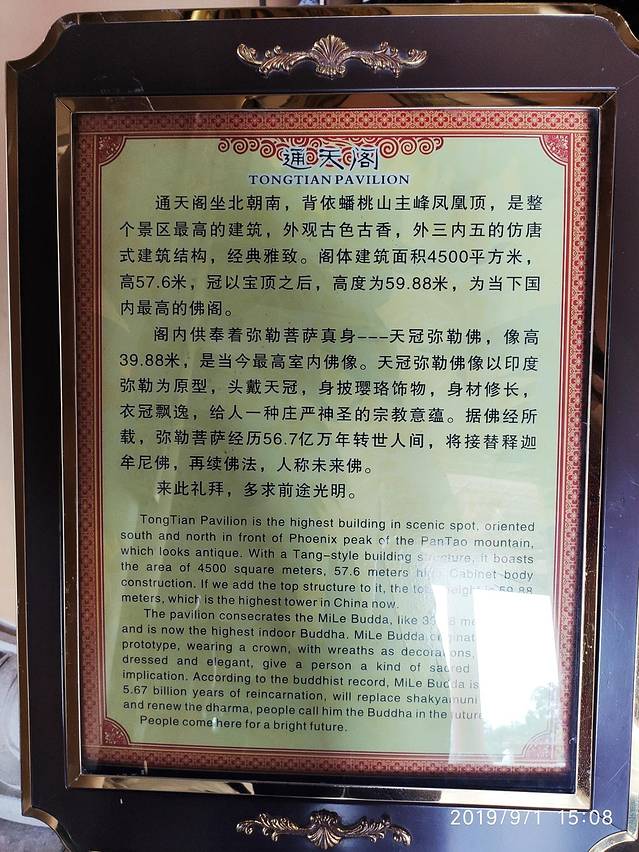 通天阁
TONGTIAN PAVILION
通天阁坐北朝南，背依蟠桃山主峰凤凰顶，是整
个景区最高的建筑，外观古色古香，外三内五的仿唐
式建筑结构，经典雅致。阁体建筑面积4500平方米，
高57.6米，冠以宝顶之后，高度为59.88米，为当下国
内最高的佛阁。
阁内供奉着弥勒菩萨真身---天冠弥勒佛，像高
39.88米，是当今最高室内佛像。天冠弥勒佛像以印度
弥勒为原型，头戴天冠，身披璎珞饰物，身材修长，
衣冠飘逸，给人一种庄严神圣的宗教意蕴。据佛经所
载，弥勒菩萨经历56.7亿万年转世人间，将接替释迦
牟尼佛，再续佛法，人称未来佛。
来此礼拜，多求前途光明。
TongTian Pavilion is the highest building in scenic spot, oriented
south and north in front of Phoenix peak of the PanTao mountain,
which looks antique. With a Tang-style building structure, it boasts
the area of 4500 square meters, 57.6 meters high Cabinet body
construction. If we add the top structure to it, the total height is 59.88
meters, which is the highest tower in China now.
The pavilion consecrates the MiLe Budda, like
and is now the highest indoor Buddha. MiLe Budda
prototype, wearing a crown, with wreaths as decorations,
dressed and elegant, give a person a kind of sacred
implication. According to the buddhist record, MiLe Budda is
5.67 billion years of reincarnation, will replace shakyamuni
and renew the dharma, people call him the Buddha in the future
People come here for a bright future.
2019/9/1 15:08